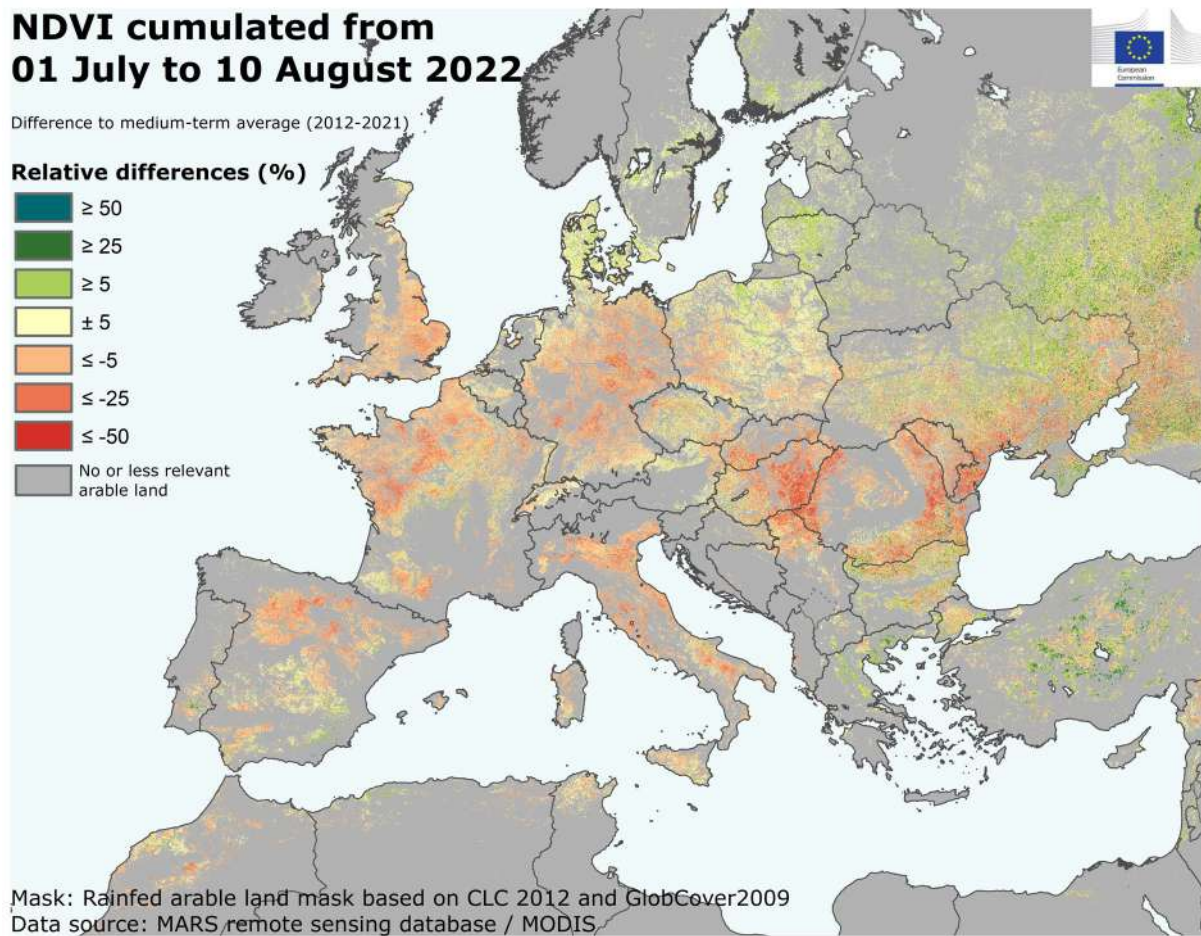 NDVI cumulated from
01 July to 10 August 2022
Difference to medium-term average (2012-2021)
Relative differences (%)
≥ 50
≥ 25
≥ 5
± 5
≤ -5
≤ -25
≤ -50
No or less relevant
arable land
European
Commission
Mask: Rainfed arable land mask based on CLC 2012 and GlobCover2009
Data source: MARS remote sensing database / MODIS